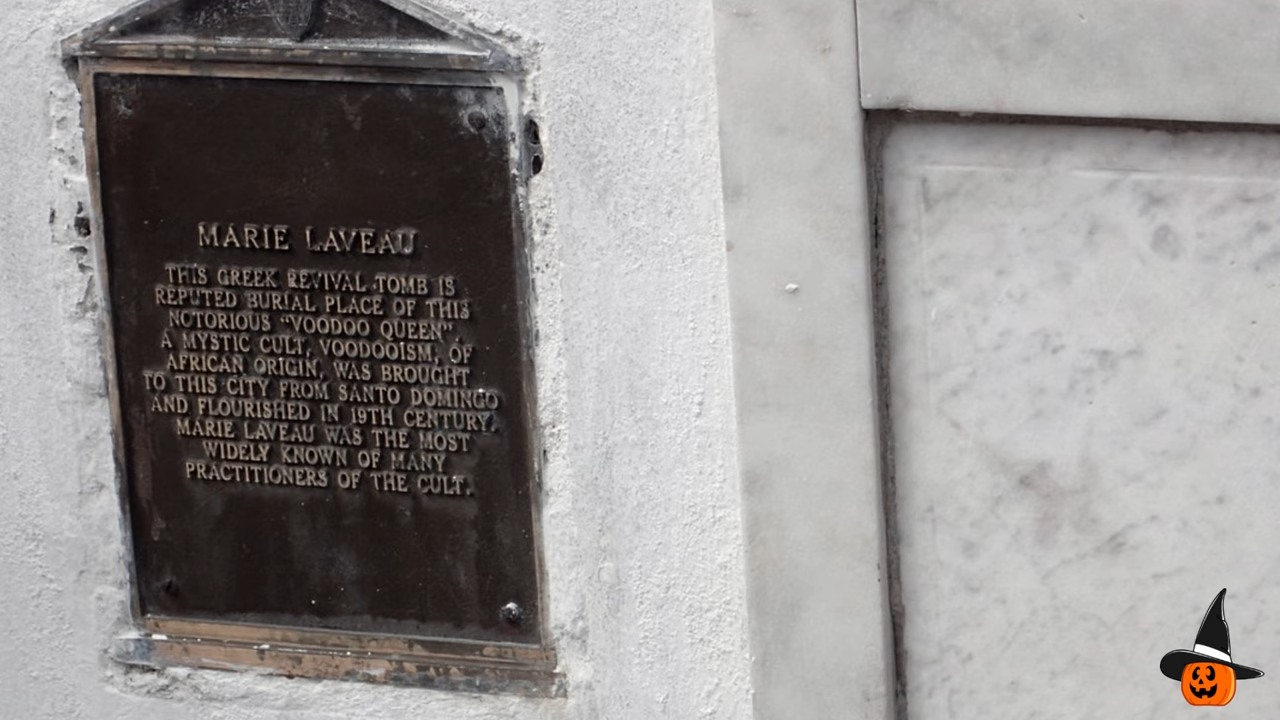 MARIE LAVEAU
THIS GREEK REVIVAL TOMB IS
REPUTED BURIAL PLACE OF THIS
NOTORIOUS “VOODOO QUEEN”.
A MYSTIC CULT, VOODOOISM, OF
AFRICAN ORIGIN, WAS BROUGHT
TO THIS CITY FROM SANTO DOMINGO
AND FLOURISHED IN 19TH CENTURY.
MARIE LAVEAU WAS THE MOST
WIDELY KNOWN OF MANY
PRACTITIONERS OF THE CULT.